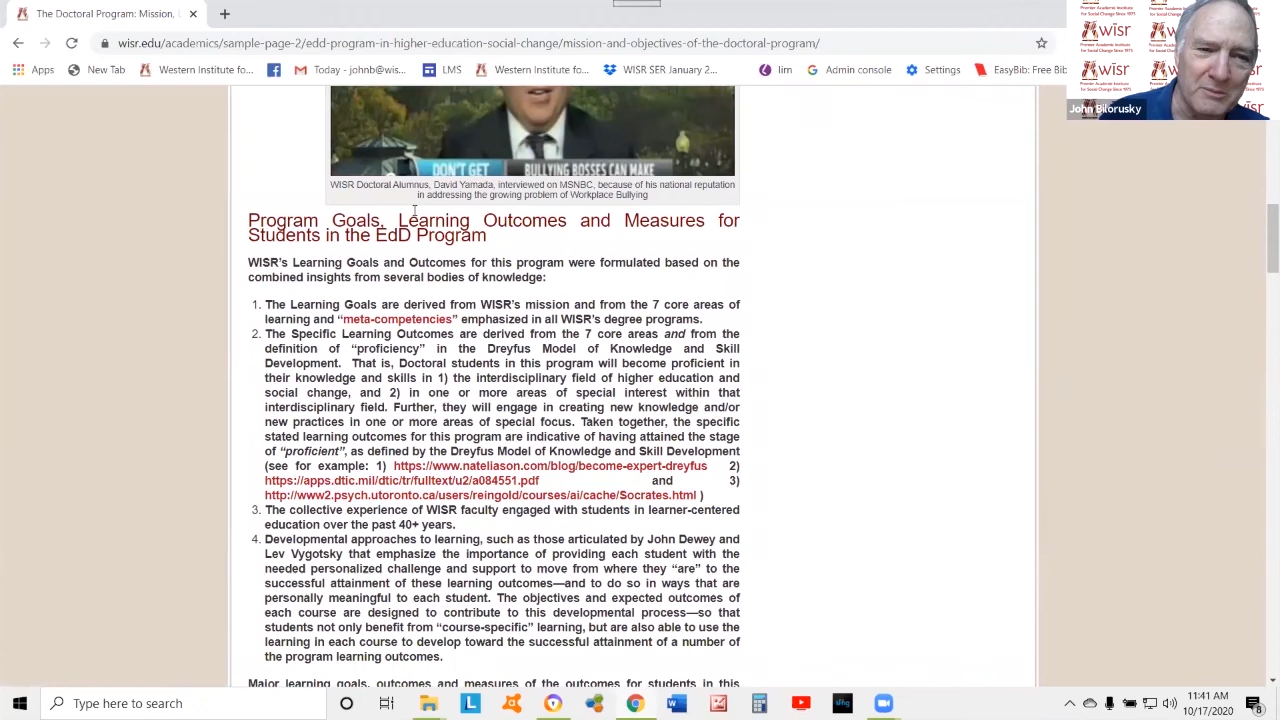 The Doctoral Program: Mission, L
wisr.edu/academics/sample-page/3-edd-program-in-higher-education-and-social-change/mission-and-objectives-of-the-doctoral-program/
Apps
New Tab
Western Institute fo...
Today - johnb@wis...
LMS
Western Institute fo...
WISR SER January 2...
lim
Admin console
Settings
EasyBib: Free Bib
wisr
Premier Academic Institute
for Social Change Since 1975
John Bilorusky
DON'T GET
BULLYING BOSSES CAN MAKE
WISR Doctoral Alumnus, David Yamada, interviewed on MSNBC, because of his national reputation
in addressing the growing problem of Workplace Bullying
Program Goals, Learning Outcomes and Measures for
Students in the EdD Program
WISR's Learning Goals and Outcomes for this program were formulated based on the
combined insights from several bodies of knowledge:
1. The Learning Goals are derived from WISR's mission and from the 7 core areas of
learning and "meta-competencies" emphasized in all WISR's degree programs.
2. The Specific Learning Outcomes are derived from the 7 core areas and from the
definition of "proficiency" in the Dreyfus Model of Knowledge and Skill
Development. That is, Doctoral students in this program will become proficient in
their knowledge and skills in 1) the interdisciplinary field of higher education and
social change, and 2) in one or more areas of special interest within that
interdisciplinary field. Further, they will engage in creating new knowledge and/or
new practices in one or more areas of special focus. Taken together, the specific
stated learning outcomes for this program are indicative of having attained the stage
of "proficient", as defined by the Dreyfus Model of Knowledge and Skill Development
(see for example: 1) https://www.nateliason.com/blog/become-expert-dreyfus 2)
https://apps.dtic.mil/dtic/tr/fulltext/u2/a084551.pdf and 3)
http://www2.psych.utoronto.ca/users/reingold/courses/ai/cache/Socrates.html )
3. The collective experience of WISR faculty engaged with students in learner-centered
education over the past 40+ years.
4. Developmental approaches to learning, such as those articulated by John Dewey and
Lev Vygotsky that emphasize the importance of providing each student with the
needed personalized challenge and support to move from where they "are" to the
successful attainment of these learning outcomes—and to do so in ways that are
personally meaningful to each student. The objectives and expected outcomes of
each course are designed to contribute to this developmental process—so that
students not only benefit from "course-specific" learning, but are also able to use the
learning in each course to develop toward the successful attainment of a number of
the program learning outcomes.
Major learning goals, outcomes and measures of the outcomes for students in this
Type here to search
11:41 AM
10/17/2020